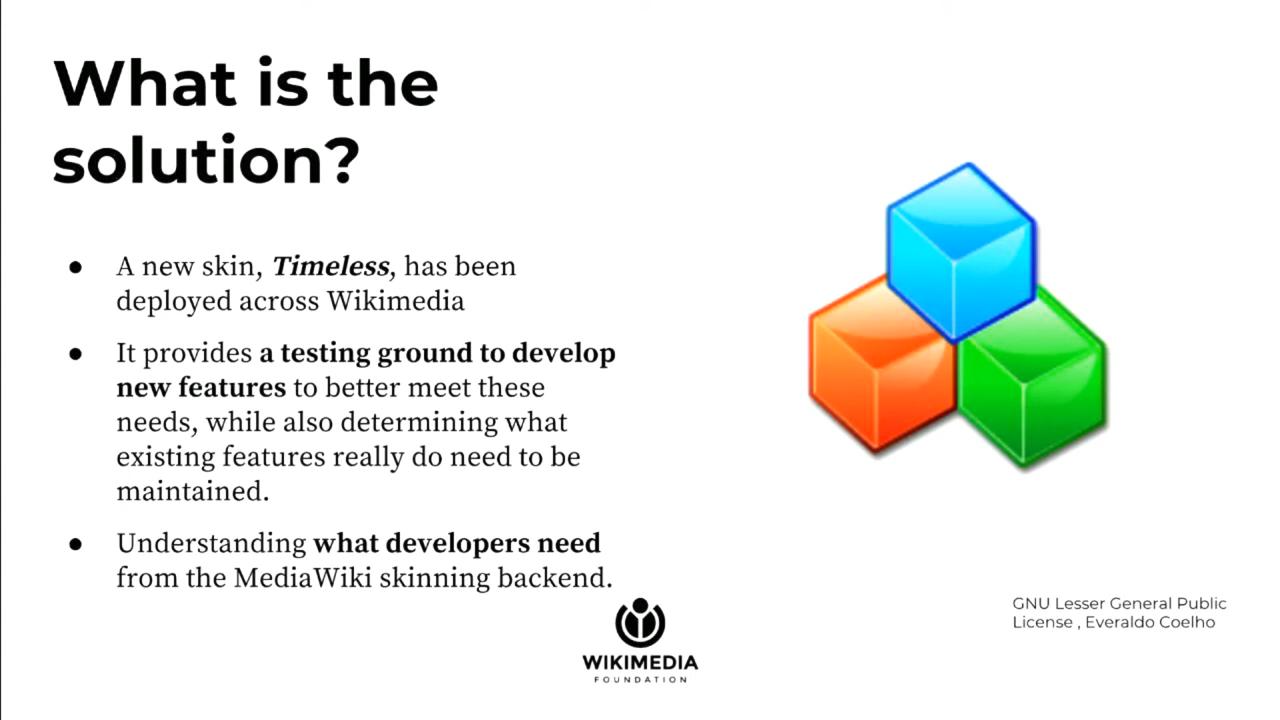 What is the
solution?
● A new skin, Timeless, has been
deployed across Wikimedia
● It provides a testing ground to develop
new features to better meet these
needs, while also determining what
existing features really do need to be
maintained.
● Understanding what developers need
from the MediaWiki skinning backend.
WIKIMEDIA
FOUNDATION
GNU Lesser General Public
License , Everaldo Coelho